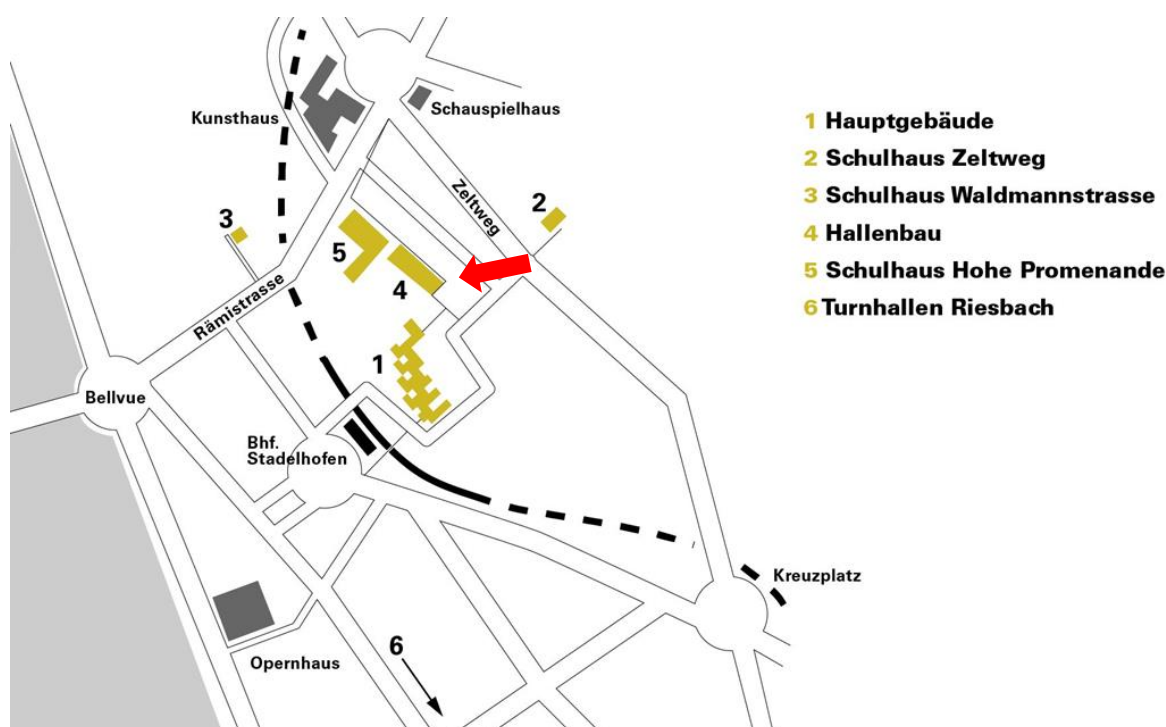 Kunsthaus
Schauspielhaus
Zeltweg
2
3
5
4
Rämistrasse
1
Bellvue
Bhf.
Stadelhofen
Kreuzplatz
6
Opernhaus
1 Hauptgebäude
2 Schulhaus Zeltweg
3 Schulhaus Waldmannstrasse
4 Hallenbau
5 Schulhaus Hohe Promenande
6 Turnhallen Riesbach